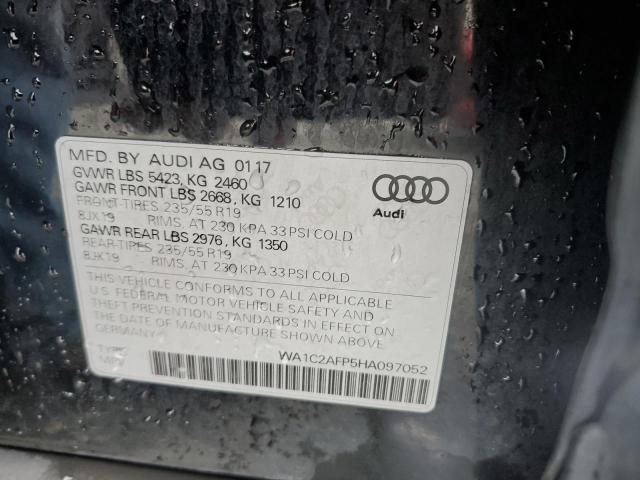 MFD. BY AUDI AG 01 17
GVWR LBS 5423, KG 2460
GAWR FRONT LBS 2668, KG 1210
FRONT-TIRES 235/55 R19
8JX19 RIMS, AT 230 KPA 33 PSI COLD
GAWR REAR LBS 2976, KG 1350
REAR-TIRES 235/55 R19
8JX19 RIMS, AT 230 KPA 33 PSI COLD
Audi
THIS VEHICLE CONFORMS TO ALL APPLICABLE
U.S. FEDERAL MOTOR VEHICLE SAFETY AND
THEFT PREVENTION STANDARDS IN EFFECT ON
THE DATE OF MANUFACTURE SHOWN ABOVE
GERMANY
TYPE
WA1C2AFP5HA097052